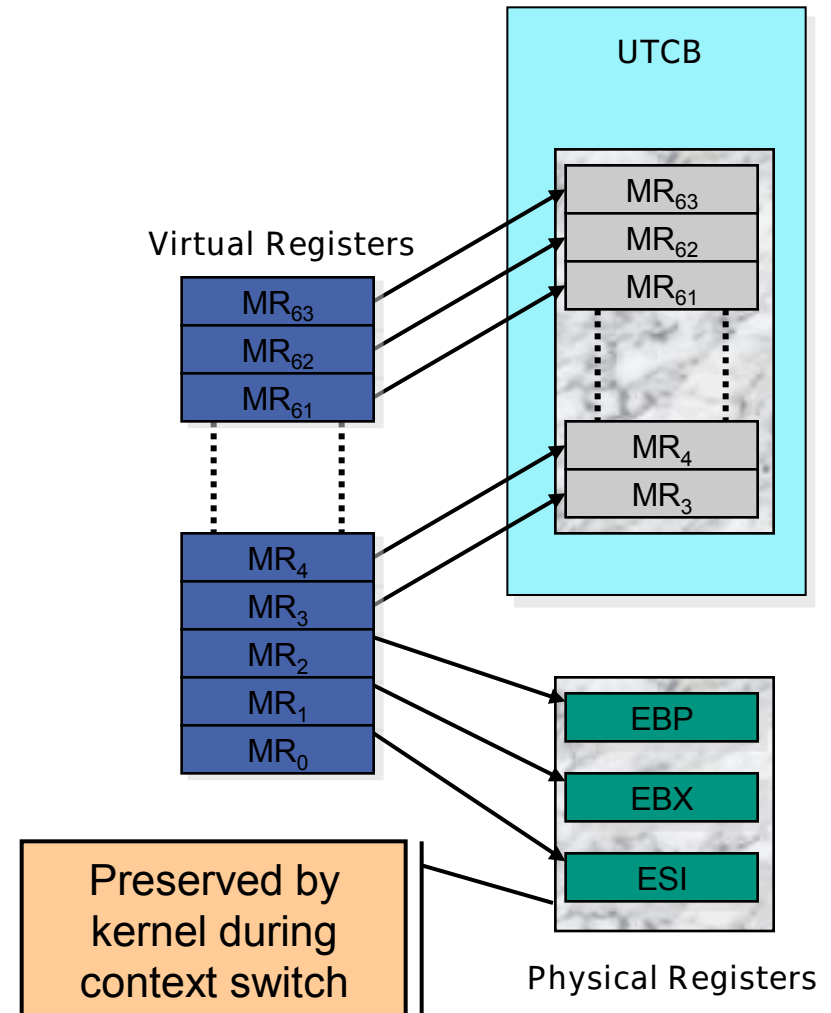 UTCB
MR₆₃
MR₆₂
MR₆₁
MR₄
MR₃
Virtual Registers
MR₆₃
MR₆₂
MR₆₁
MR₄
MR₃
MR₂
MR₁
MR₀
EBP
EBX
ESI
Physical Registers
Preserved by
kernel during
context switch